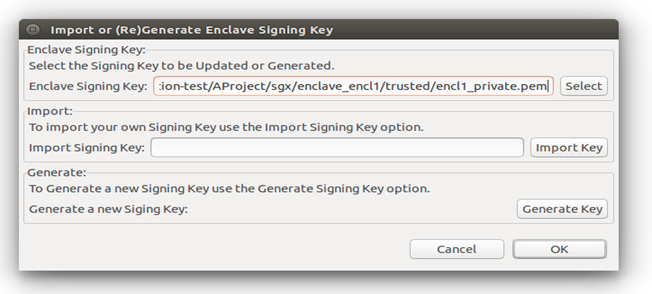 Import or (Re)Generate Enclave Signing Key
Enclave Signing Key:
Select the Signing Key to be Updated or Generated.
Enclave Signing Key: :ion-test/AProject/sgx/enclave_encl1/trusted/encl1_private.pem Select
Import:
To import your own Signing Key use the Import Signing Key option.
Import Signing Key: Import Key
Generate:
To Generate a new Signing Key use the Generate Signing Key option.
Generate a new Siging Key: Generate Key
Cancel OK